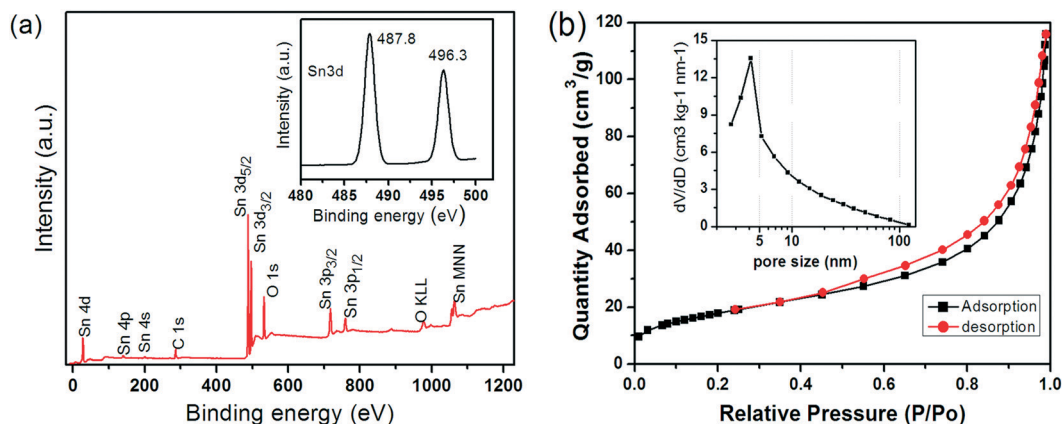 (a)
Intensity (a.u.)
Binding energy (eV)
0 200 400 600 800 1000 1200
Sn 4d
Sn 4p
Sn 4s
C 1s
Sn 3d5/2
Sn 3d3/2
O 1s
Sn 3p3/2
Sn 3p1/2
O KLL
Sn MNN
Intensity (a.u.)
Sn3d
487.8
496.3
480 485 490 495 500
Binding energy (eV)
(b)
Quantity Adsorbed (cm³/g)
120
100
80
60
40
20
0
0.0 0.2 0.4 0.6 0.8 1.0
Relative Pressure (P/Po)
dV/dD (cm3 kg-1 nm-1)
15
12
9
6
3
0
5 10 100
pore size (nm)
Adsorption
desorption